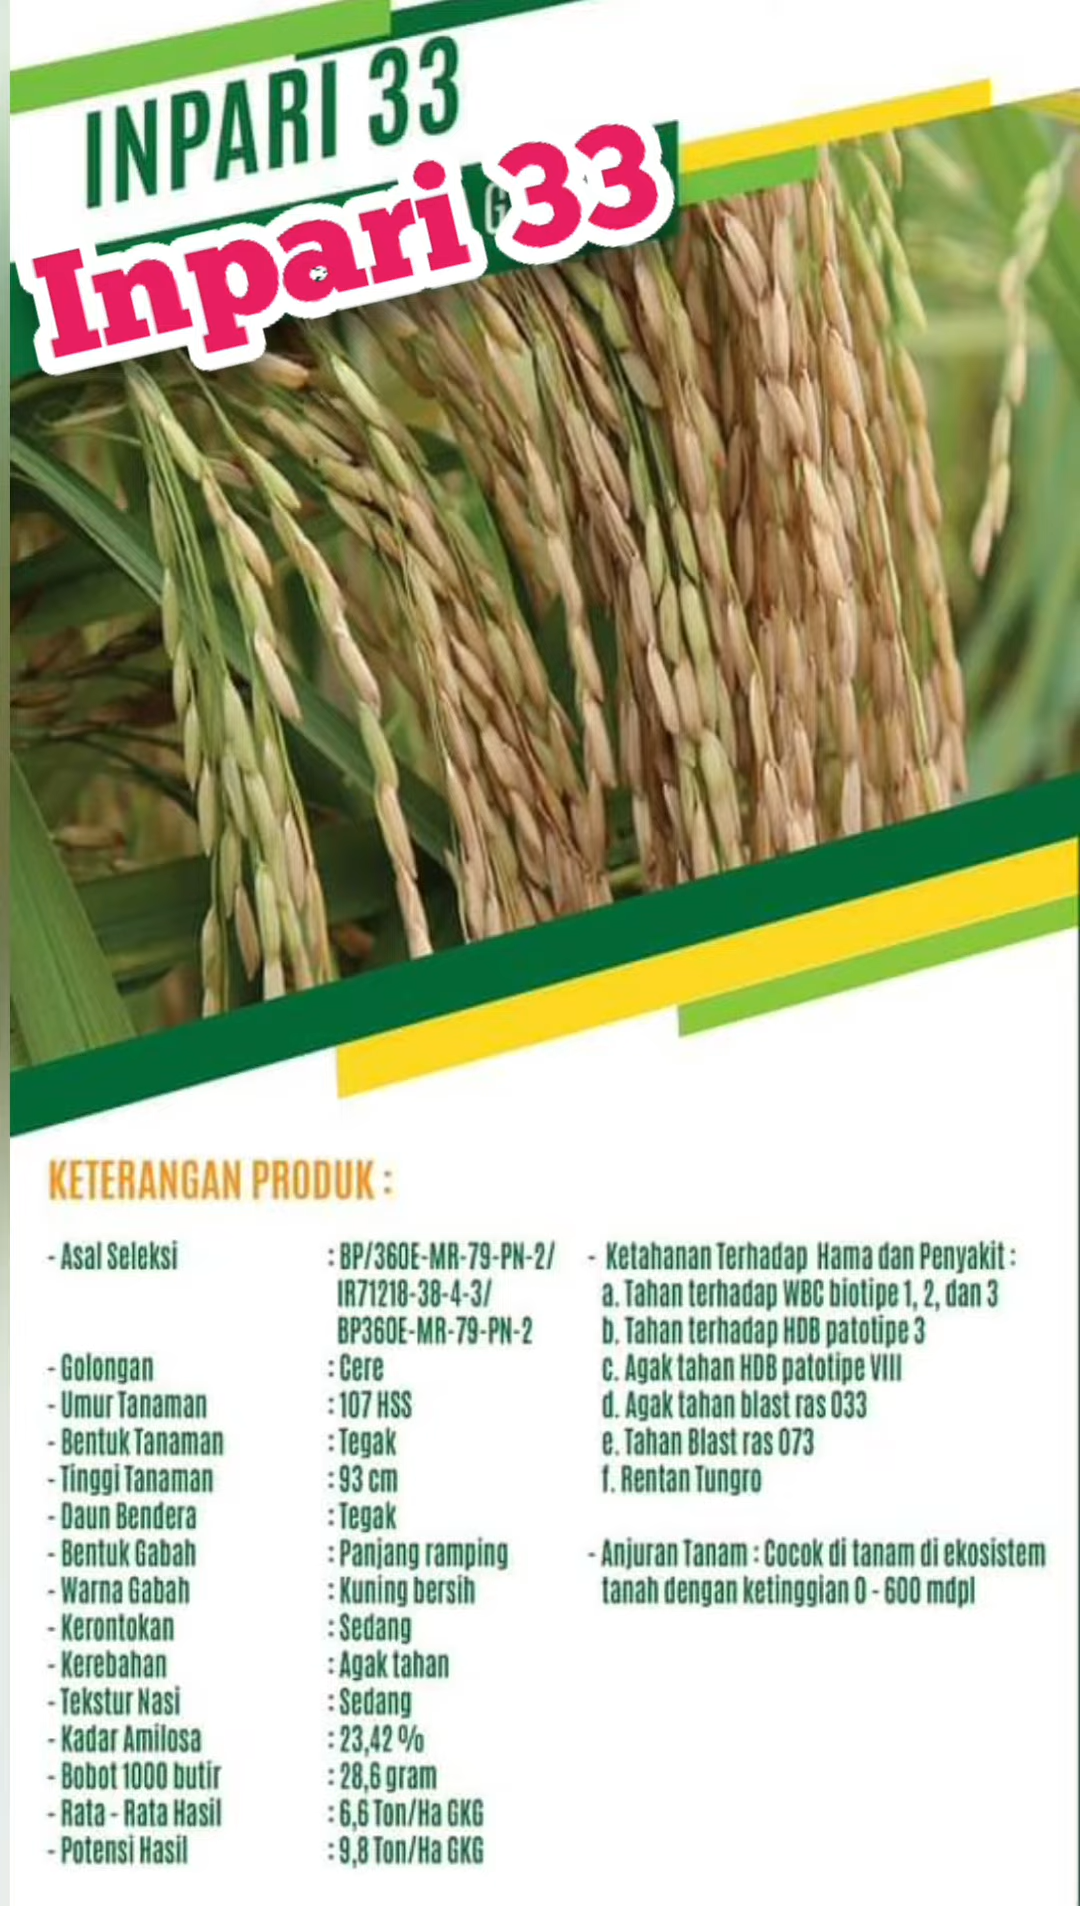 INPARI 33
Inpari 33
KETERANGAN PRODUK :
- Asal Seleksi : BP/360E-MR-79-PN-2/
IR71218-38-4-3/
BP360E-MR-79-PN-2
- Golongan : Cere
- Umur Tanaman : 107 HSS
- Bentuk Tanaman : Tegak
- Tinggi Tanaman : 93 cm
- Daun Bendera : Tegak
- Bentuk Gabah : Panjang ramping
- Warna Gabah : Kuning bersih
- Kerontokan : Sedang
- Kerebahan : Agak tahan
- Tekstur Nasi : Sedang
- Kadar Amilosa : 23,42 %
- Bobot 1000 butir : 28,6 gram
- Rata - Rata Hasil : 6,6 Ton/Ha GKG
- Potensi Hasil : 9,8 Ton/Ha GKG
- Ketahanan Terhadap Hama dan Penyakit :
a. Tahan terhadap WBC biotipe 1, 2, dan 3
b. Tahan terhadap HDB patotipe 3
c. Agak tahan HDB patotipe VIII
d. Agak tahan blast ras 033
e. Tahan Blast ras 073
f. Rentan Tungro
- Anjuran Tanam : Cocok di tanam di ekosistem
tanah dengan ketinggian 0 - 600 mdpl